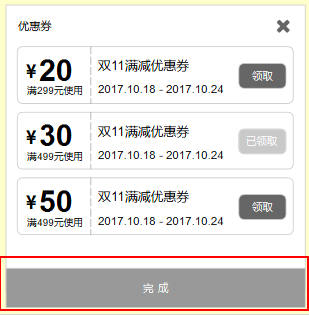 优惠券
¥20
满299元使用
双11满减优惠券
2017.10.18 - 2017.10.24
领取
¥30
满499元使用
双11满减优惠券
2017.10.18 - 2017.10.24
已领取
¥50
满499元使用
双11满减优惠券
2017.10.18 - 2017.10.24
领取
完 成